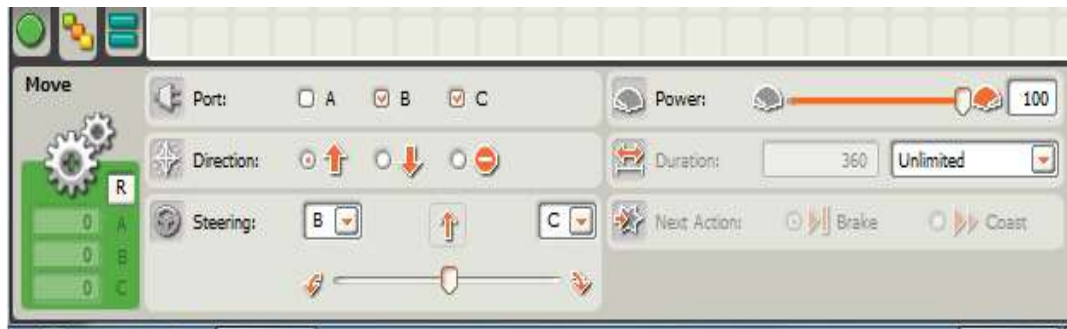 Move
Port: A B C
Power: 100
Direction:
Duration: 360 Unlimited
R
0 A
0 B
0 C
Steering: B C
Next Action: Brake Coast